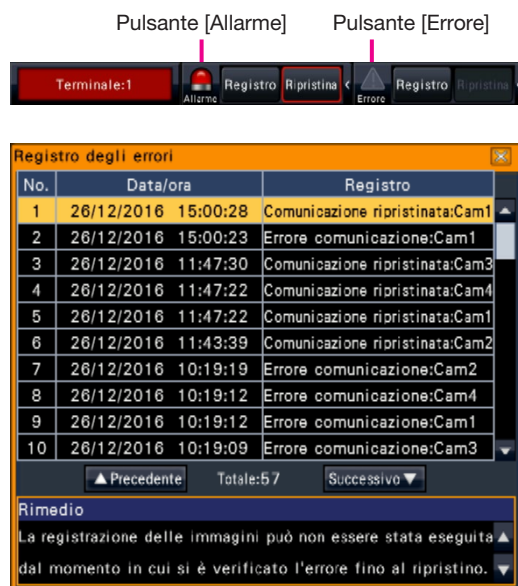 Pulsante [Allarme] Pulsante [Errore]
Terminale:1 Allarme Registro Ripristina Errore Registro Ripristina
Registro degli errori
No. Data/ora Registro
1 26/12/2016 15:00:28 Comunicazione ripristinata:Cam1
2 26/12/2016 15:00:23 Errore comunicazione:Cam1
3 26/12/2016 11:47:30 Comunicazione ripristinata:Cam3
4 26/12/2016 11:47:22 Comunicazione ripristinata:Cam4
5 26/12/2016 11:47:22 Comunicazione ripristinata:Cam1
6 26/12/2016 11:43:39 Comunicazione ripristinata:Cam2
7 26/12/2016 10:19:19 Errore comunicazione:Cam2
8 26/12/2016 10:19:12 Errore comunicazione:Cam4
9 26/12/2016 10:19:12 Errore comunicazione:Cam1
10 26/12/2016 10:19:09 Errore comunicazione:Cam3
▲Precedente Totale:57 Successivo▼
Rimedio
La registrazione delle immagini può non essere stata eseguita
dal momento in cui si è verificato l'errore fino al ripristino.